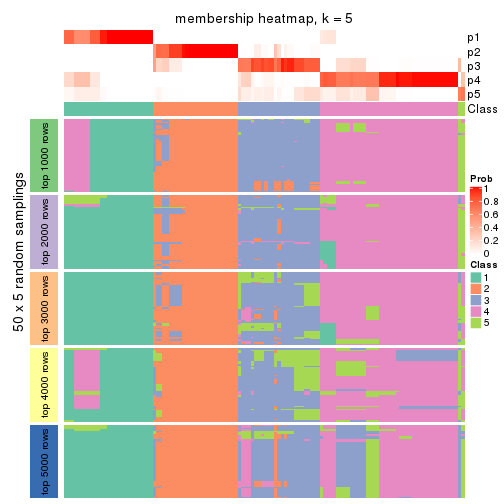 membership heatmap, k = 5
p1
p2
p3
p4
p5
Class
50 x 5 random samplings
top 1000 rows
top 2000 rows
top 3000 rows
top 4000 rows
top 5000 rows
Prob
1
0.8
0.6
0.4
0.2
0
Class
1
2
3
4
5